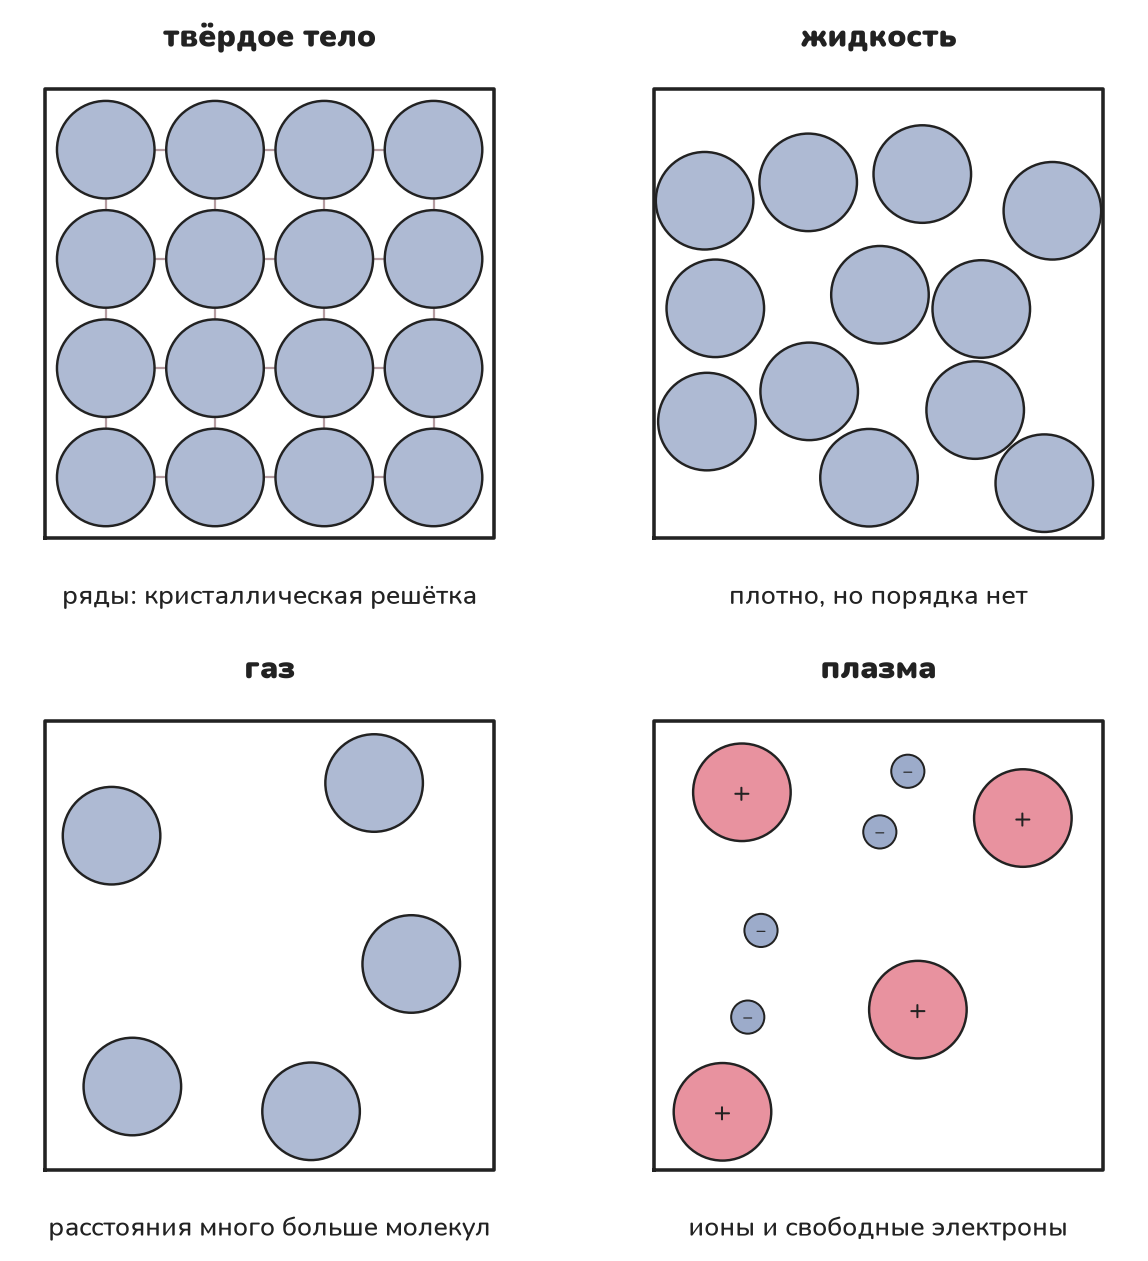 твёрдое тело
жидкость
ряды: кристаллическая решётка
плотно, но порядка нет
газ
плазма
+
−
+
−
−
+
−
+
расстояния много больше молекул
ионы и свободные электроны